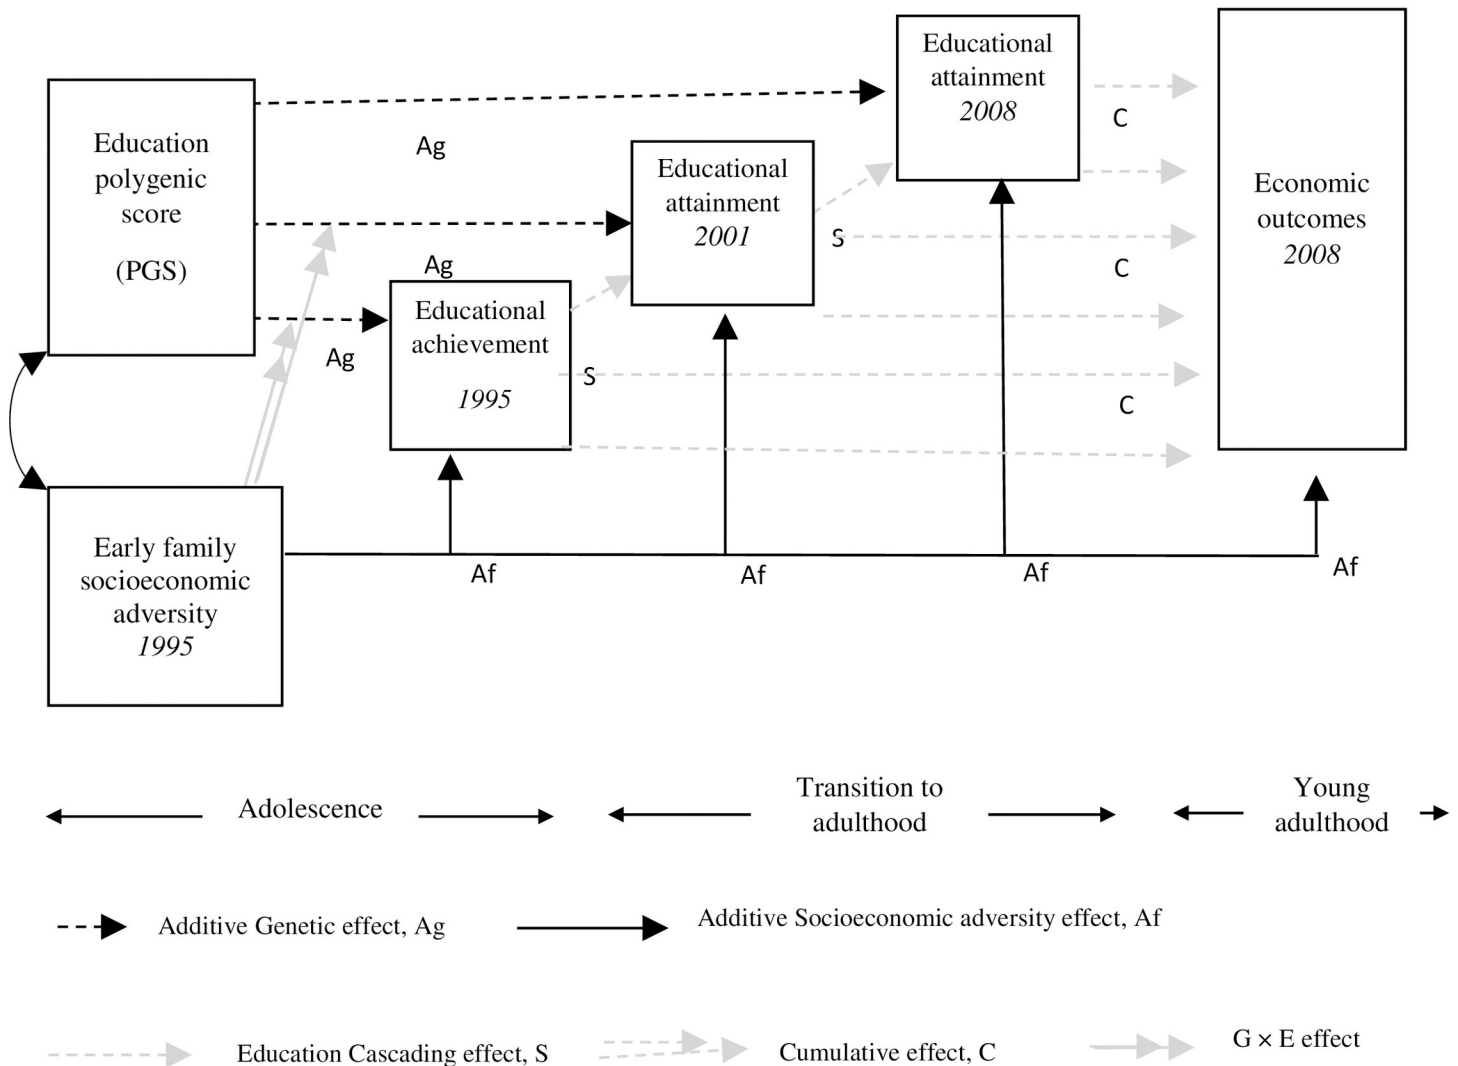 Education
polygenic
score
(PGS)
Early family
socioeconomic
adversity
1995
Ag
Ag
Ag
Educational
achievement
1995
S
Educational
attainment
2001
S
Educational
attainment
2008
C
C
C
Economic
outcomes
2008
Af
Af
Af
Af
Adolescence
Transition to
adulthood
Young
adulthood
Additive Genetic effect, Ag
Additive Socioeconomic adversity effect, Af
Education Cascading effect, S
Cumulative effect, C
G × E effect